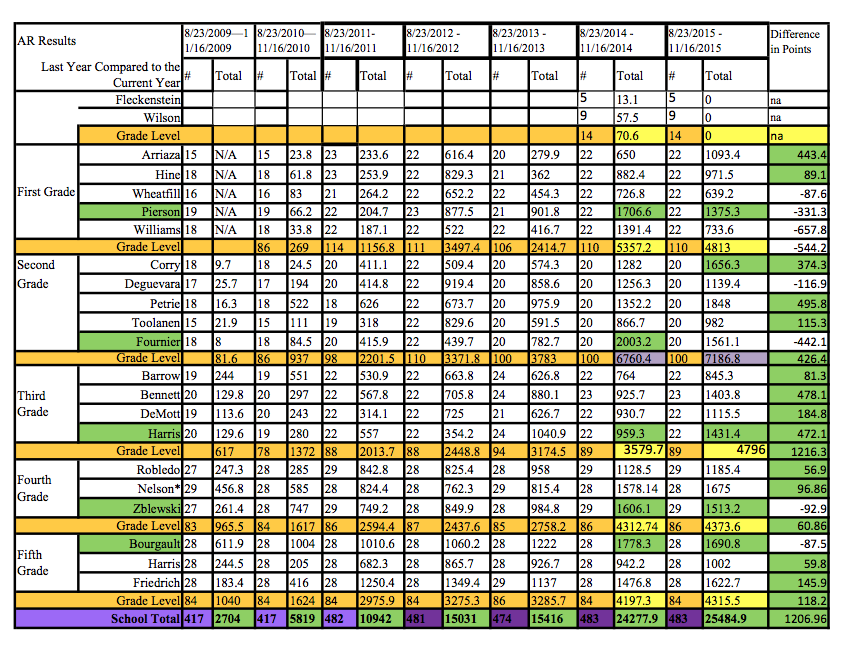 AR Results 8/23/2009—1 8/23/2010— 8/23/2011- 8/23/2012 - 8/23/2013 - 8/23/2014 - 8/23/2015 - Difference
1/16/2009 11/16/2010 11/16/2011 11/16/2012 11/16/2013 11/16/2014 11/16/2015 in Points
Last Year Compared to the
Current Year # Total # Total # Total # Total # Total # Total # Total
Fleckenstein 5 13.1 5 0 na
Wilson 9 57.5 9 0 na
Grade Level 14 70.6 14 0 na
Arriaza 15 N/A 15 23.8 23 233.6 22 616.4 20 279.9 22 650 22 1093.4 443.4
Hine 18 N/A 18 61.8 23 253.9 22 829.3 21 362 22 882.4 22 971.5 89.1
First Grade Wheatfill 16 N/A 16 83 21 264.2 22 652.2 22 454.3 22 726.8 22 639.2 -87.6
Pierson 19 N/A 19 66.2 22 204.7 23 877.5 21 901.8 22 1706.6 22 1375.3 -331.3
Williams 18 N/A 18 33.8 22 187.1 22 522 22 416.7 22 1391.4 22 733.6 -657.8
Grade Level 86 269 114 1156.8 111 3497.4 106 2414.7 110 5357.2 110 4813 -544.2
Second Corry 18 9.7 18 24.5 20 411.1 22 509.4 20 574.3 20 1282 20 1656.3 374.3
Grade Deguevara 17 25.7 17 194 20 414.8 22 919.4 20 858.6 20 1256.3 20 1139.4 -116.9
Petrie 18 16.3 18 522 18 626 22 673.7 20 975.9 20 1352.2 20 1848 495.8
Toolanen 15 21.9 15 111 19 318 22 829.6 20 591.5 20 866.7 20 982 115.3
Fournier 18 8 18 84.5 20 415.9 22 439.7 20 782.7 20 2003.2 20 1561.1 -442.1
Grade Level 81.6 86 937 98 2201.5 110 3371.8 100 3783 100 6760.4 100 7186.8 426.4
Barrow 19 244 19 551 22 530.9 22 663.8 24 626.8 22 764 22 845.3 81.3
Third Bennett 20 129.8 20 297 22 567.8 22 705.8 24 880.1 23 925.7 23 1403.8 478.1
Grade DeMott 19 113.6 20 243 22 314.1 22 725 21 626.7 22 930.7 22 1115.5 184.8
Harris 20 129.6 19 280 22 557 22 354.2 24 1040.9 22 959.3 22 1431.4 472.1
Grade Level 617 78 1372 88 2013.7 88 2448.8 94 3174.5 89 3579.7 89 4796 1216.3
Fourth Robledo 27 247.3 28 285 29 842.8 28 825.4 28 958 29 1128.5 29 1185.4 56.9
Grade Nelson* 29 456.8 28 585 28 824.4 28 762.3 29 815.4 28 1578.14 28 1675 96.86
Zblewski 27 261.4 28 747 29 749.2 28 849.9 28 984.8 29 1606.1 29 1513.2 -92.9
Grade Level 83 965.5 84 1617 86 2594.4 87 2437.6 85 2758.2 86 4312.74 86 4373.6 60.86
Fifth Bourgault 28 611.9 28 1004 28 1010.6 28 1060.2 28 1222 28 1778.3 28 1690.8 -87.5
Grade Harris 28 244.5 28 205 28 682.3 28 865.7 28 926.7 28 942.2 28 1002 59.8
Friedrich 28 183.4 28 416 28 1250.4 28 1349.4 29 1137 28 1476.8 28 1622.7 145.9
Grade Level 84 1040 84 1624 84 2975.9 84 3275.3 86 3285.7 84 4197.3 84 4315.5 118.2
School Total 417 2704 417 5819 482 10942 481 15031 474 15416 483 24277.9 483 25484.9 1206.96